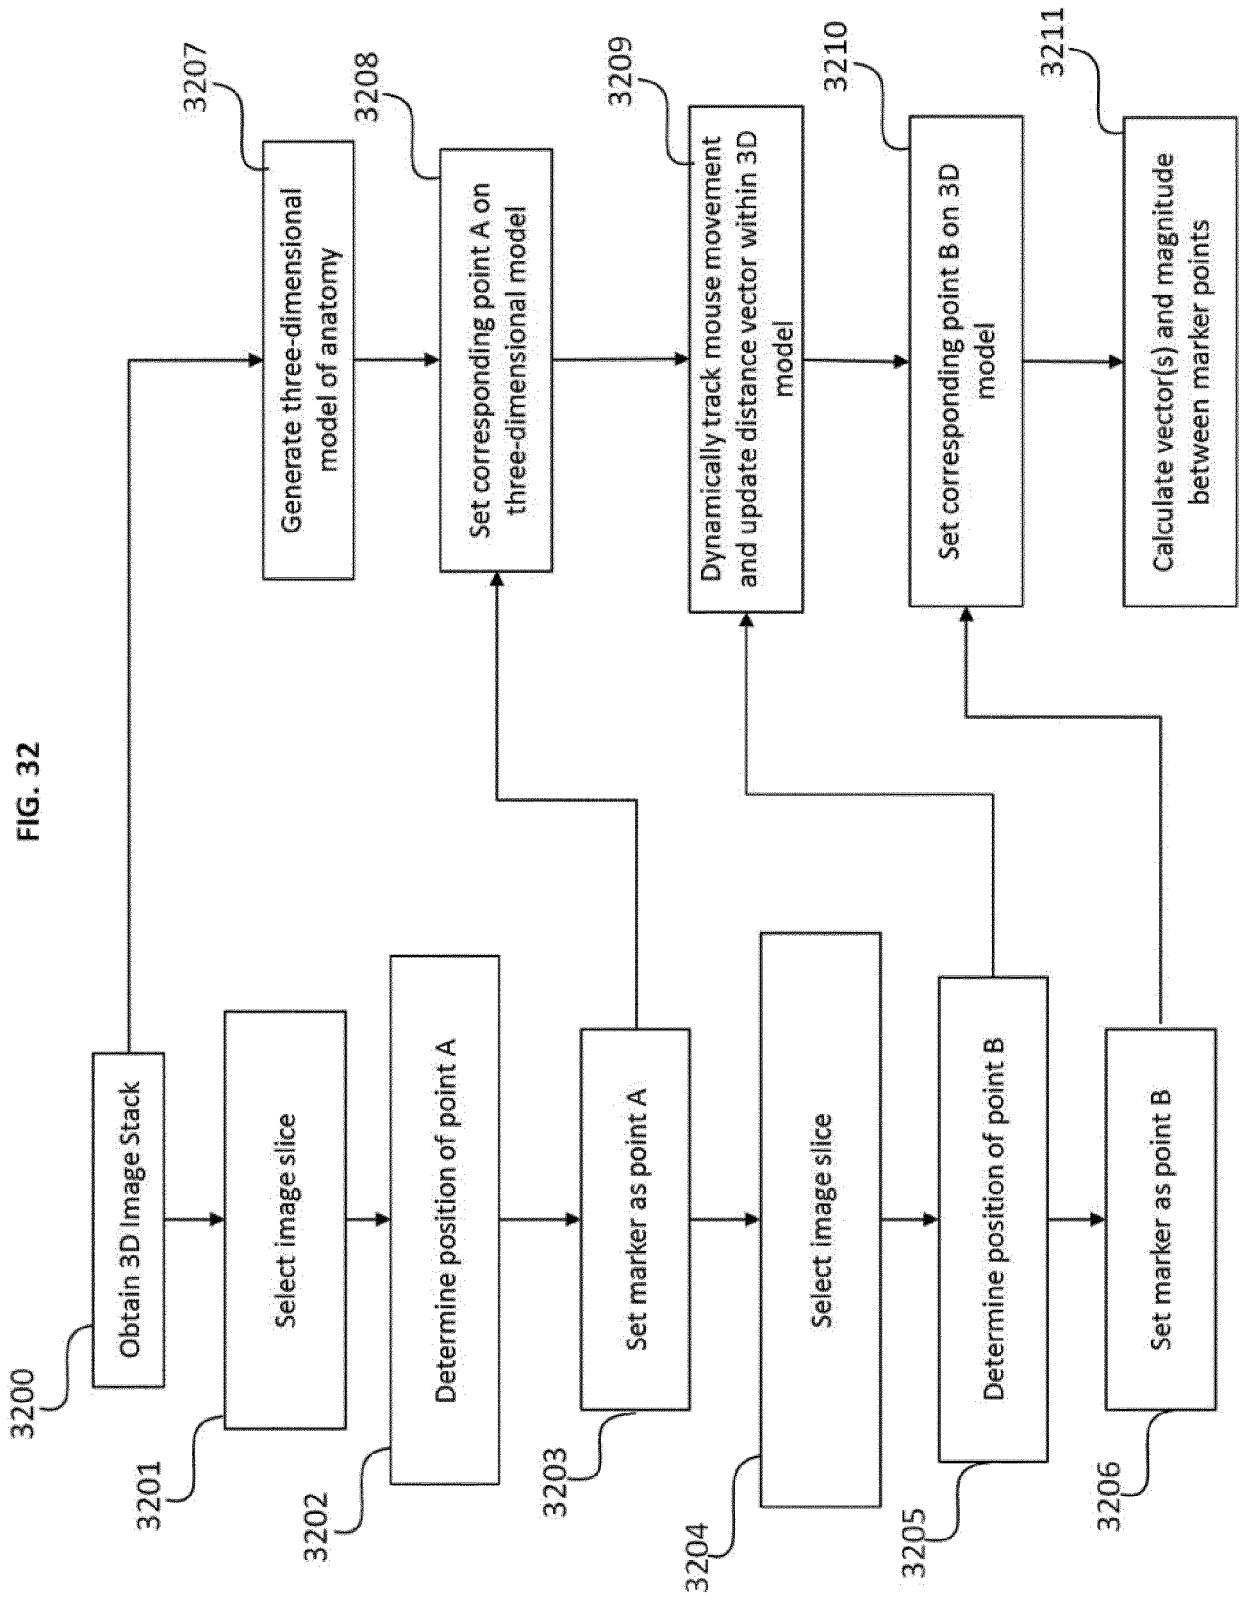 FIG. 32
3200
Obtain 3D Image Stack
3201
Select image slice
3202
Determine position of point A
3203
Set marker as point A
3204
Select image slice
3205
Determine position of point B
3206
Set marker as point B
3207
Generate three-dimensional
model of anatomy
3208
Set corresponding point A on
three-dimensional model
3209
Dynamically track mouse movement
and update distance vector within 3D
model
3210
Set corresponding point B on 3D
model
3211
Calculate vector(s) and magnitude
between marker points